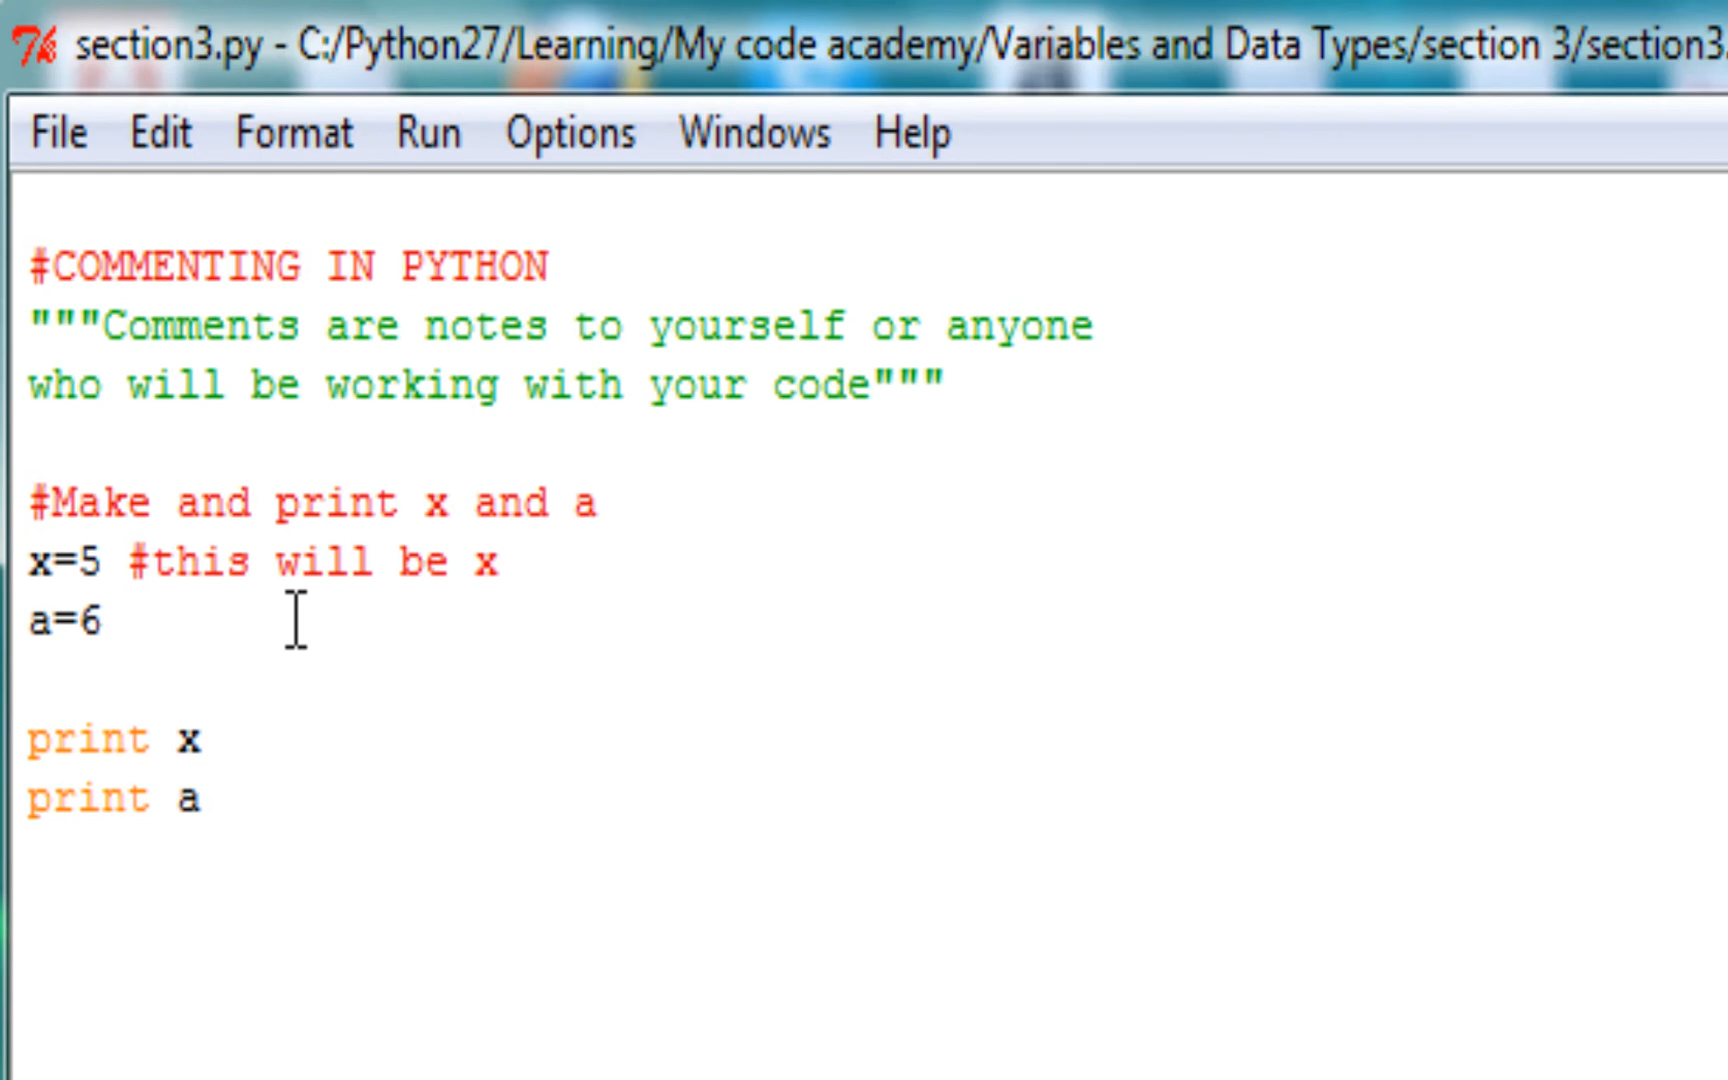 section3.py - C:/Python27/Learning/My code academy/Variables and Data Types/section 3/section3.
File Edit Format Run Options Windows Help
#COMMENTING IN PYTHON
"""Comments are notes to yourself or anyone
who will be working with your code"""
#Make and print x and a
x=5 #this will be x
a=6
print x
print a